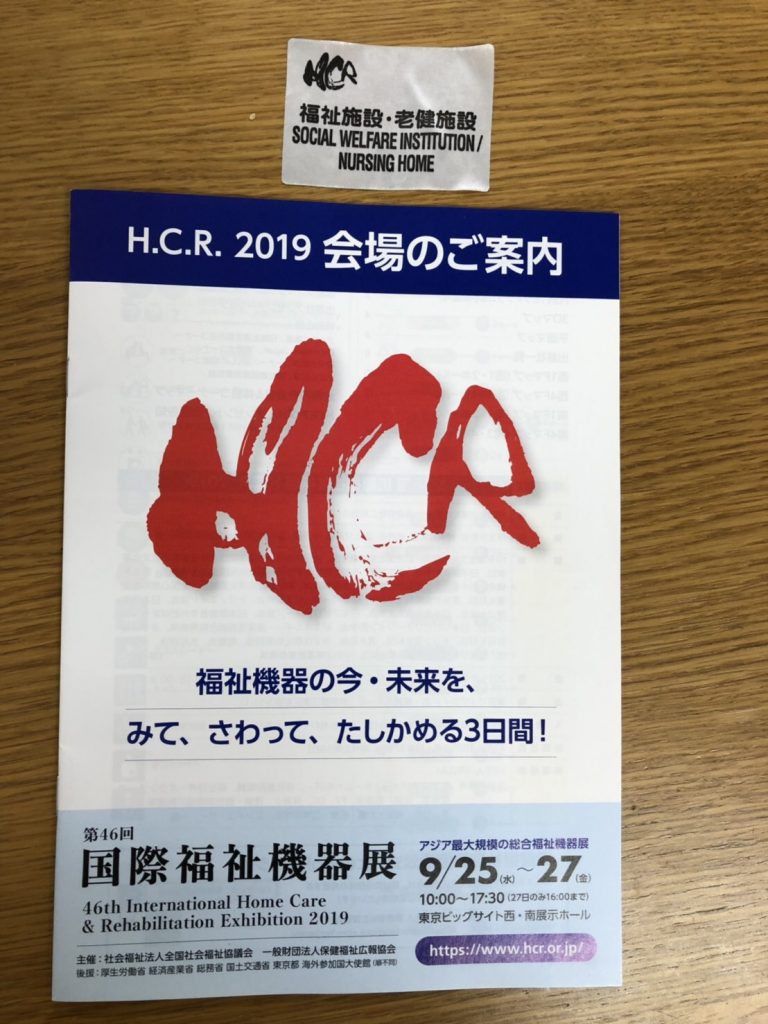 HCR
福祉施設・老健施設
SOCIAL WELFARE INSTITUTION/
NURSING HOME
H.C.R. 2019 会場のご案内
HCR
福祉機器の今・未来を、
みて、さわって、たしかめる3日間!
第46回
国際福祉機器展
46th International Home Care
& Rehabilitation Exhibition 2019
主催:社会福祉法人全国社会福祉協議会 一般財団法人保健福祉広報協会
後援:厚生労働省 経済産業省 総務省 国土交通省 東京都 海外参加国大使館(順不同)
アジア最大規模の総合福祉機器展
9/25(水)~27(金)
10:00~17:30(27日のみ16:00まで)
東京ビッグサイト西・南展示ホール
https://www.hcr.or.jp/